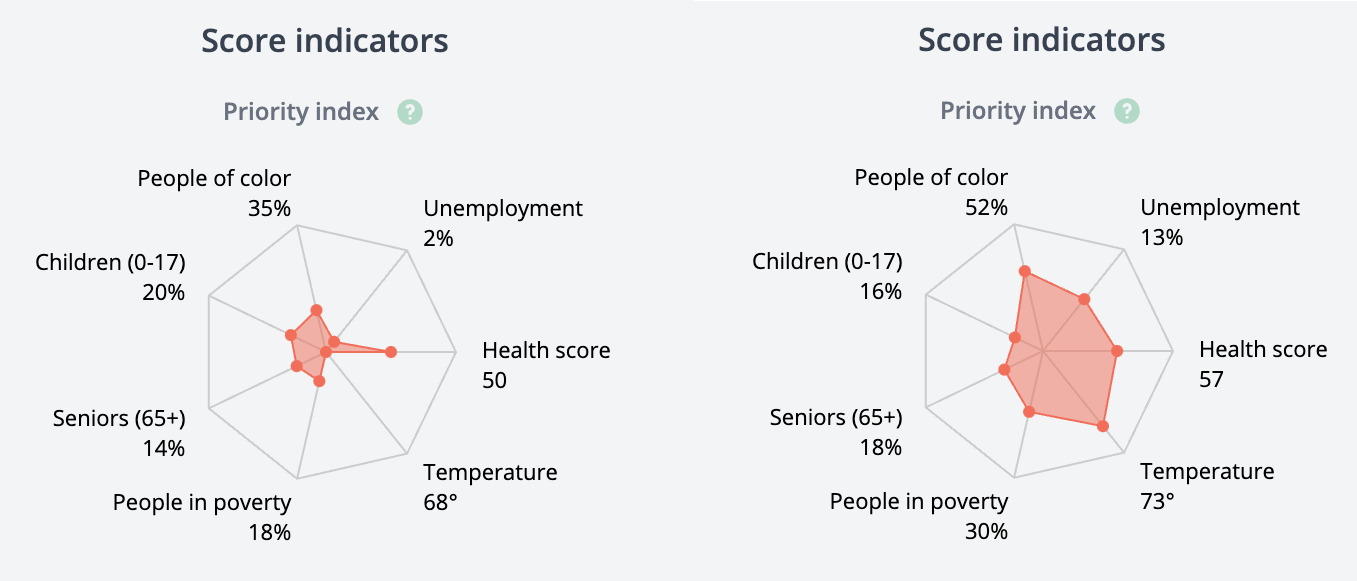 Score indicators
Priority index ?
People of color
35%
Unemployment
2%
Children (0-17)
20%
Health score
50
Seniors (65+)
14%
Temperature
68°
People in poverty
18%
Score indicators
Priority index ?
People of color
52%
Unemployment
13%
Children (0-17)
16%
Health score
57
Seniors (65+)
18%
Temperature
73°
People in poverty
30%